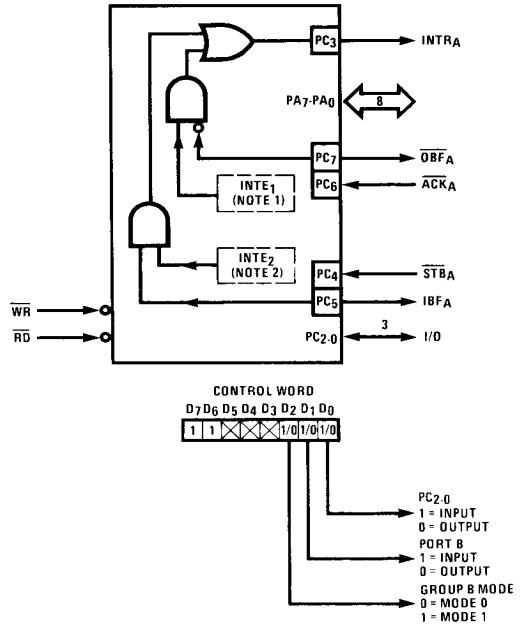 PC3 INTRA
PA7-PA0 8
PC7 OBFA
INTE1
(NOTE 1)
PC6 ACKA
INTE2
(NOTE 2)
PC4 STBA
WR PC5 IBFA
RD PC2-0 3 I/O
CONTROL WORD
D7 D6 D5 D4 D3 D2 D1 D0
1 1 1/0 1/0 1/0
PC2-0
1 = INPUT
0 = OUTPUT
PORT B
1 = INPUT
0 = OUTPUT
GROUP B MODE
0 = MODE 0
1 = MODE 1